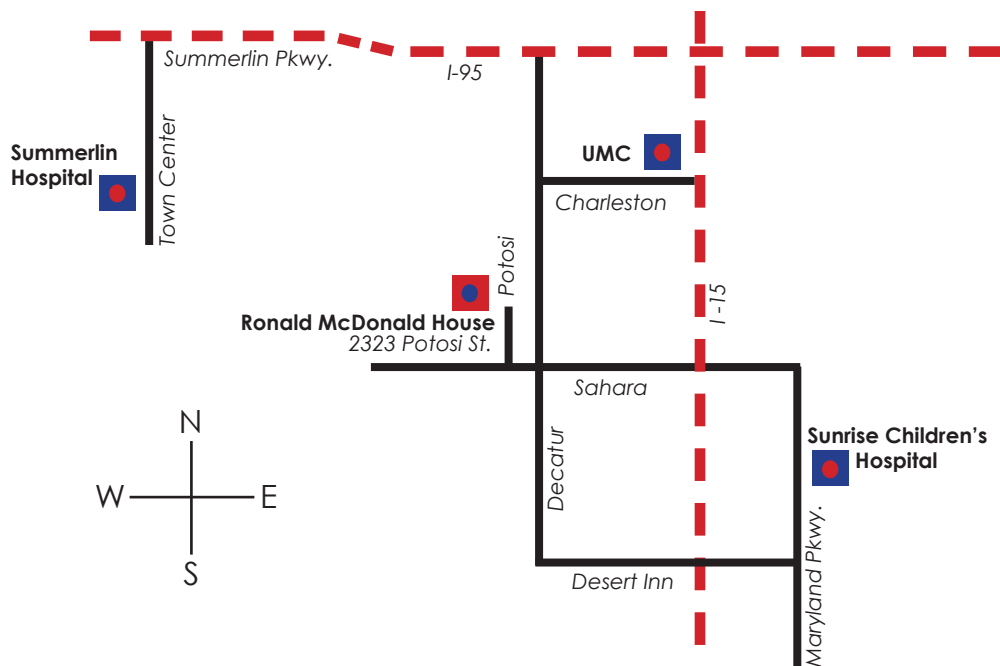 Summerlin Pkwy.
I-95
Summerlin
Hospital
Town Center
UMC
Charleston
Potosi
I -15
Ronald McDonald House
2323 Potosi St.
Sahara
Decatur
Sunrise Children’s
Hospital
N
W E
S
Desert Inn
Maryland Pkwy.